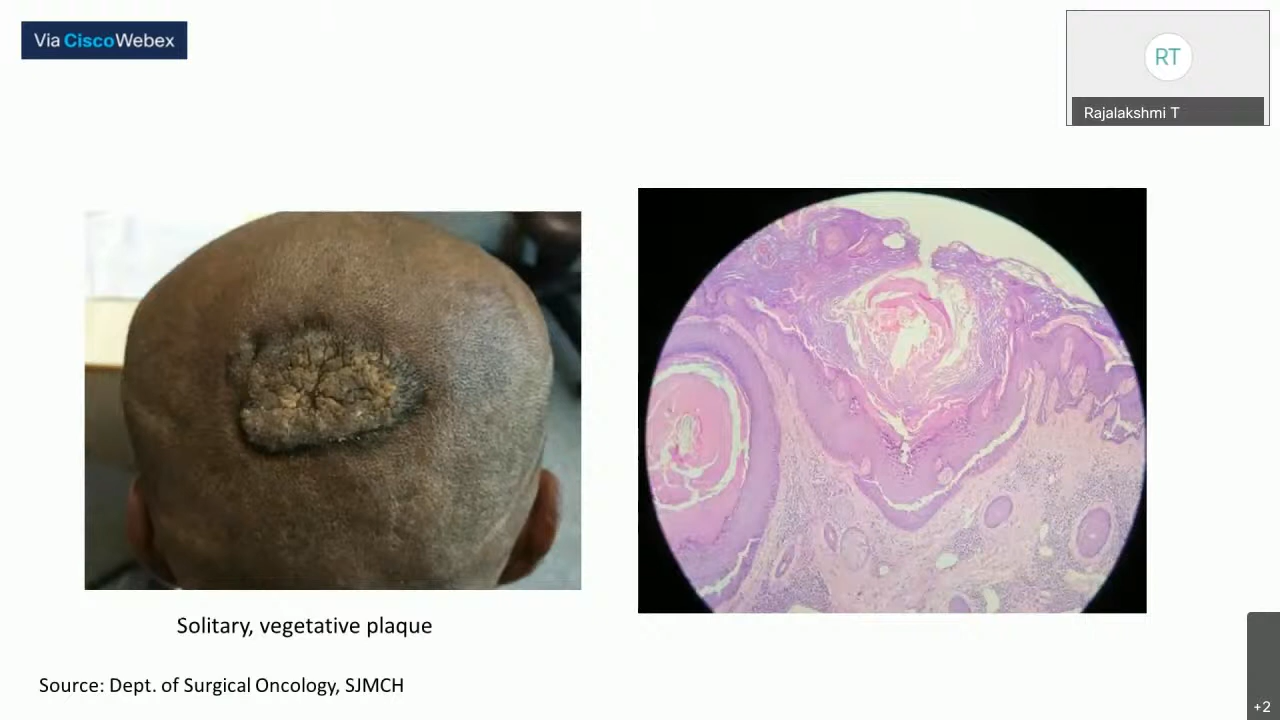 Via CiscoWebex
RT
Rajalakshmi T
Solitary, vegetative plaque
Source: Dept. of Surgical Oncology, SJMCH
+2